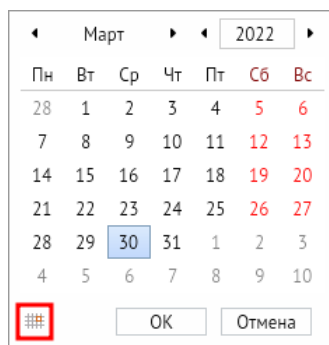 Март 2022
Пн Вт Ср Чт Пт Сб Вс
28 1 2 3 4 5 6
7 8 9 10 11 12 13
14 15 16 17 18 19 20
21 22 23 24 25 26 27
28 29 30 31 1 2 3
4 5 6 7 8 9 10
OK Отмена